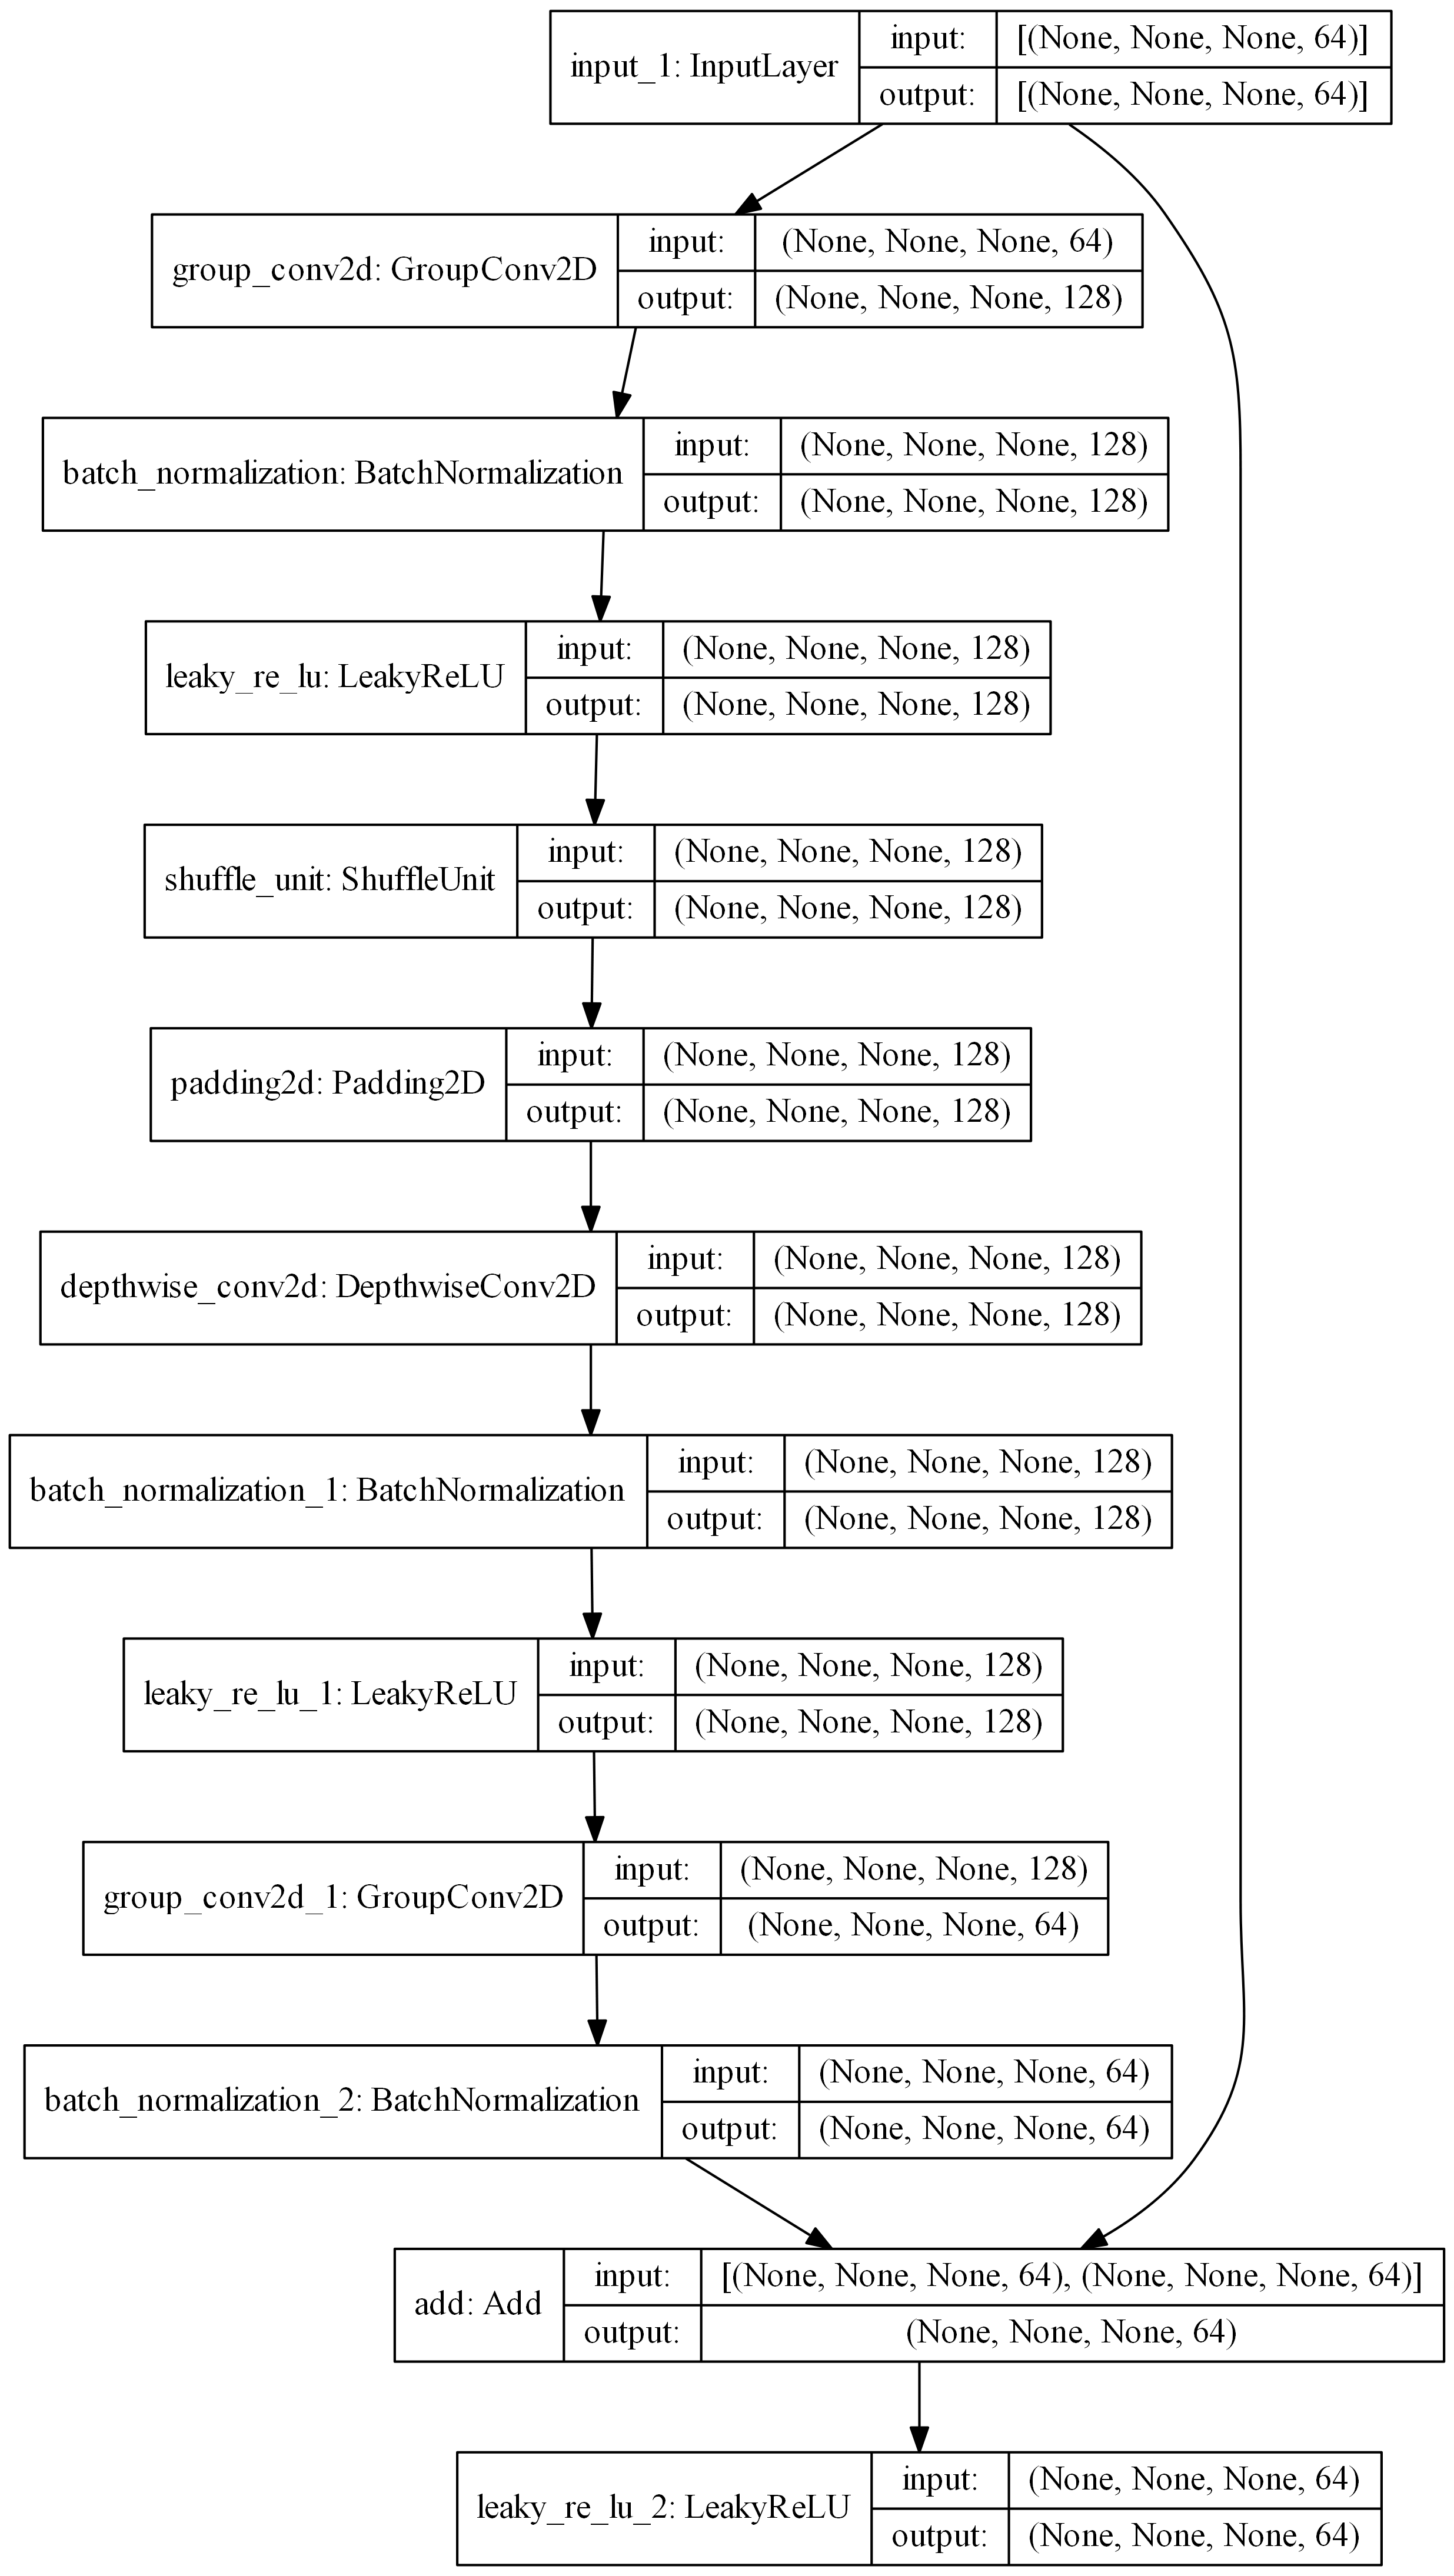 input_1: InputLayer
input: [(None, None, None, 64)]
output: [(None, None, None, 64)]
group_conv2d: GroupConv2D
input: (None, None, None, 64)
output: (None, None, None, 128)
batch_normalization: BatchNormalization
input: (None, None, None, 128)
output: (None, None, None, 128)
leaky_re_lu: LeakyReLU
input: (None, None, None, 128)
output: (None, None, None, 128)
shuffle_unit: ShuffleUnit
input: (None, None, None, 128)
output: (None, None, None, 128)
padding2d: Padding2D
input: (None, None, None, 128)
output: (None, None, None, 128)
depthwise_conv2d: DepthwiseConv2D
input: (None, None, None, 128)
output: (None, None, None, 128)
batch_normalization_1: BatchNormalization
input: (None, None, None, 128)
output: (None, None, None, 128)
leaky_re_lu_1: LeakyReLU
input: (None, None, None, 128)
output: (None, None, None, 128)
group_conv2d_1: GroupConv2D
input: (None, None, None, 128)
output: (None, None, None, 64)
batch_normalization_2: BatchNormalization
input: (None, None, None, 64)
output: (None, None, None, 64)
add: Add
input: [(None, None, None, 64), (None, None, None, 64)]
output: (None, None, None, 64)
leaky_re_lu_2: LeakyReLU
input: (None, None, None, 64)
output: (None, None, None, 64)